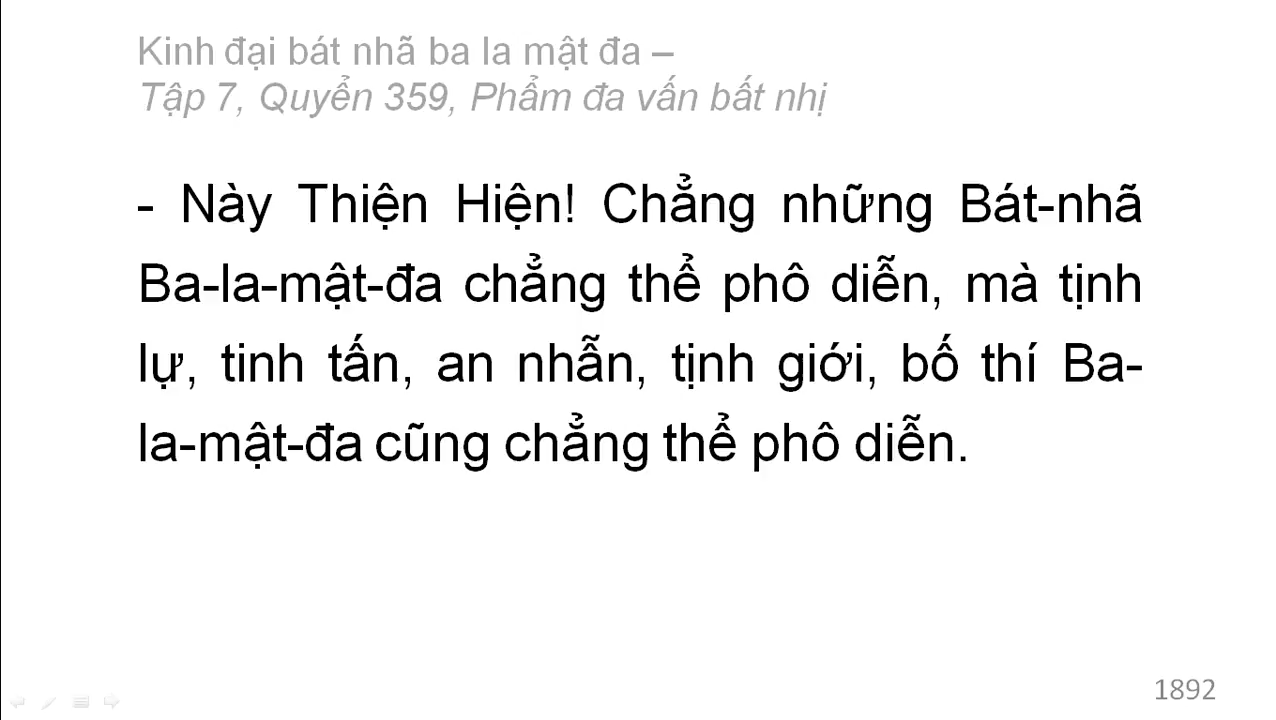 Kinh đại bát nhã ba la mật đa –
Tập 7, Quyển 359, Phẩm đa vấn bất nhị
- Này Thiện Hiện! Chẳng những Bát-nhã
Ba-la-mật-đa chẳng thể phô diễn, mà tịnh
lự, tinh tấn, an nhẫn, tịnh giới, bố thí Ba-
la-mật-đa cũng chẳng thể phô diễn.
1892